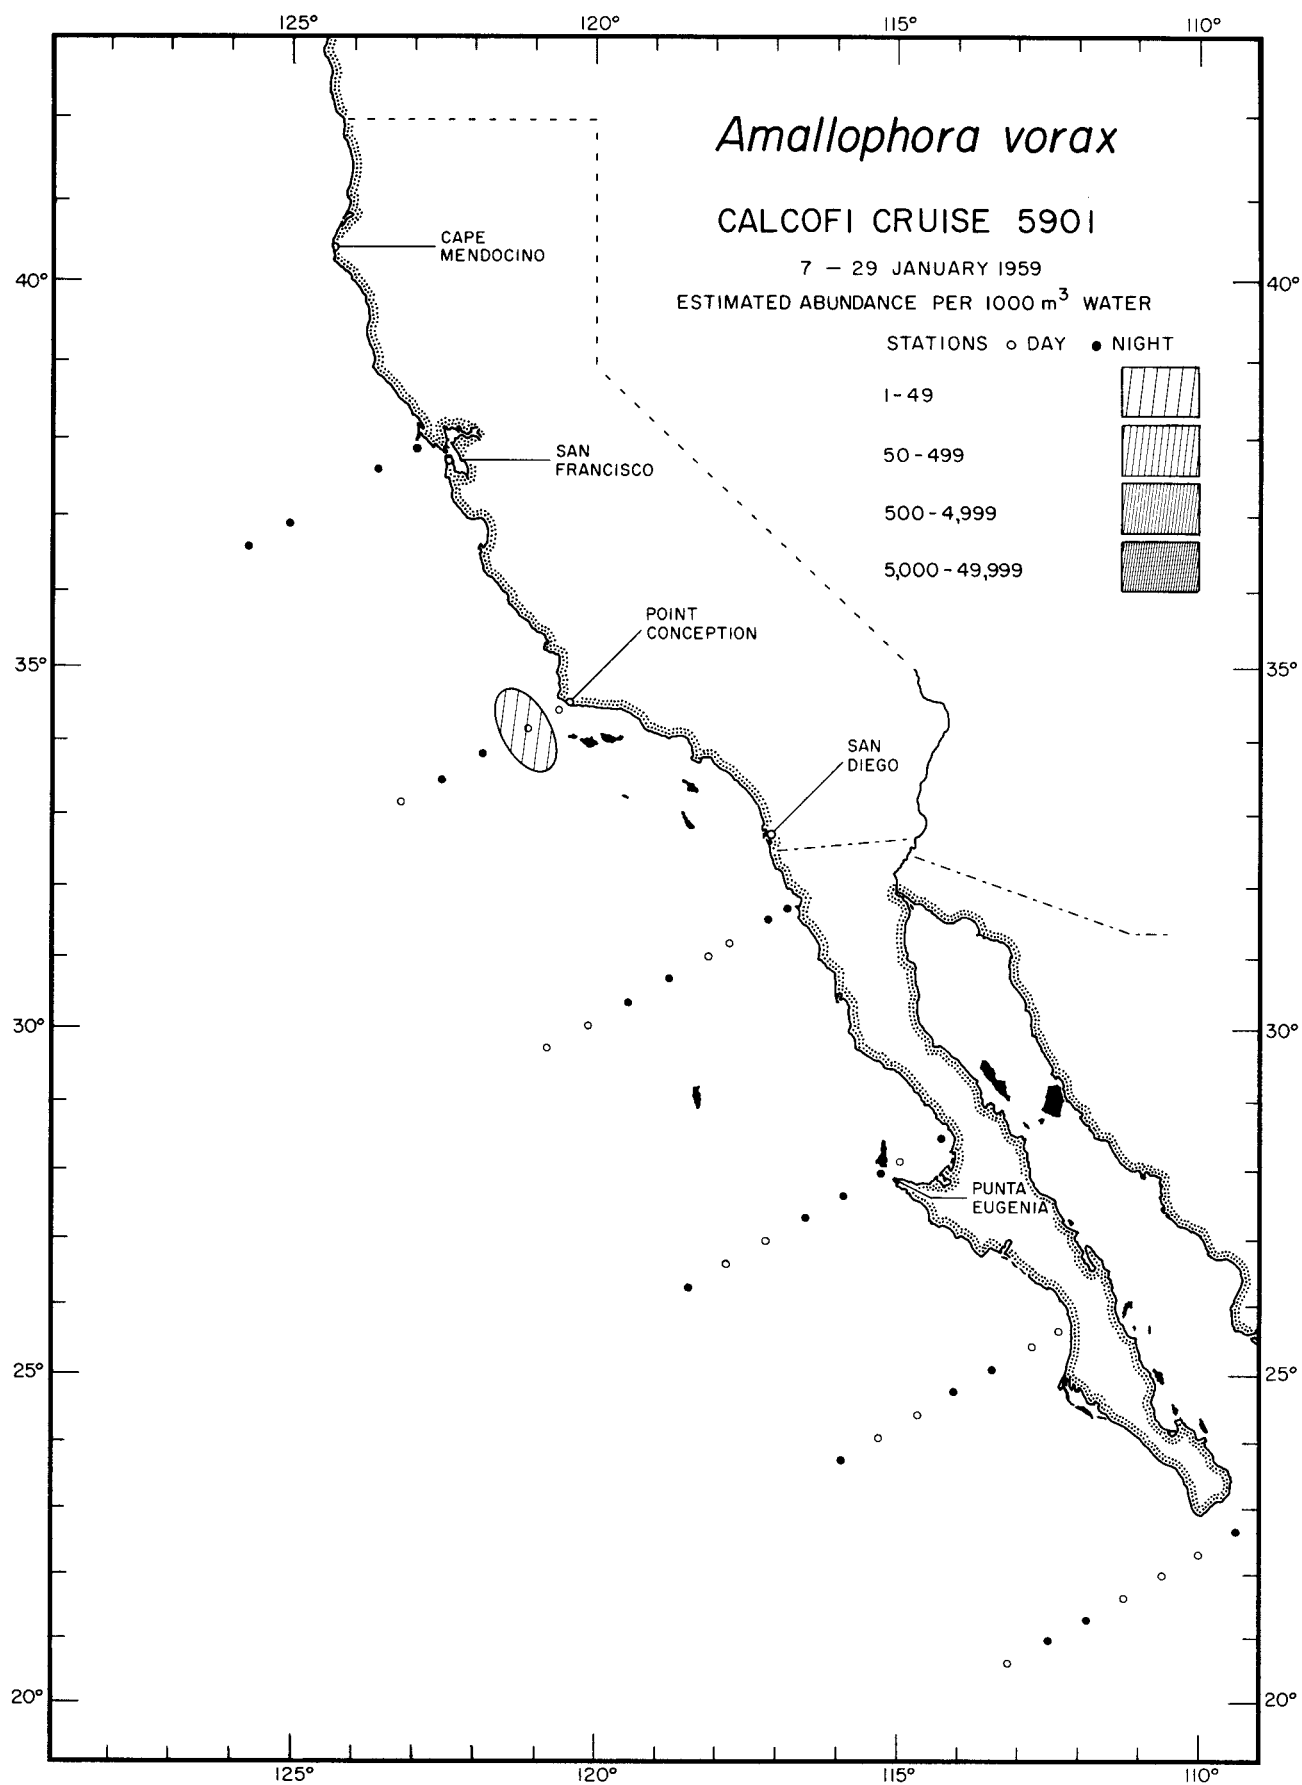 125° 120° 115° 110°
Amallophora vorax
CALCOFI CRUISE 5901
7 – 29 JANUARY 1959
ESTIMATED ABUNDANCE PER 1000 m³ WATER
STATIONS ○ DAY ● NIGHT
1-49
50-499
500-4,999
5,000-49,999
CAPE
MENDOCINO
40° 40°
SAN
FRANCISCO
POINT
CONCEPTION
35° 35°
SAN
DIEGO
30° 30°
PUNTA
EUGENIA
25° 25°
20° 20°
125° 120° 115° 110°